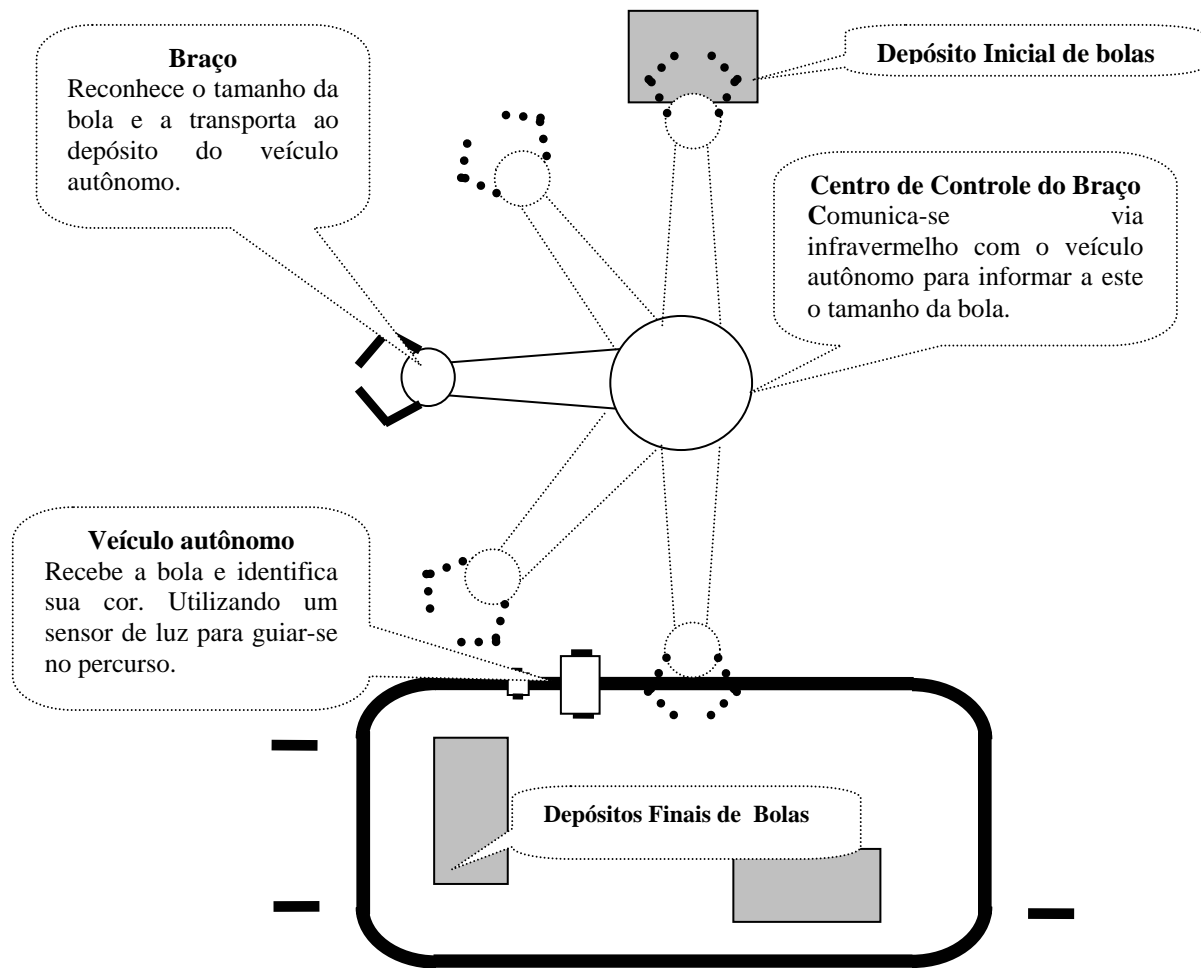 Braço
Reconhece o tamanho da
bola e a transporta ao
depósito do veículo
autônomo.
Depósito Inicial de bolas
Centro de Controle do Braço
Comunica-se via
infravermelho com o veículo
autônomo para informar a este
o tamanho da bola.
Veículo autônomo
Recebe a bola e identifica
sua cor. Utilizando um
sensor de luz para guiar-se
no percurso.
Depósitos Finais de Bolas